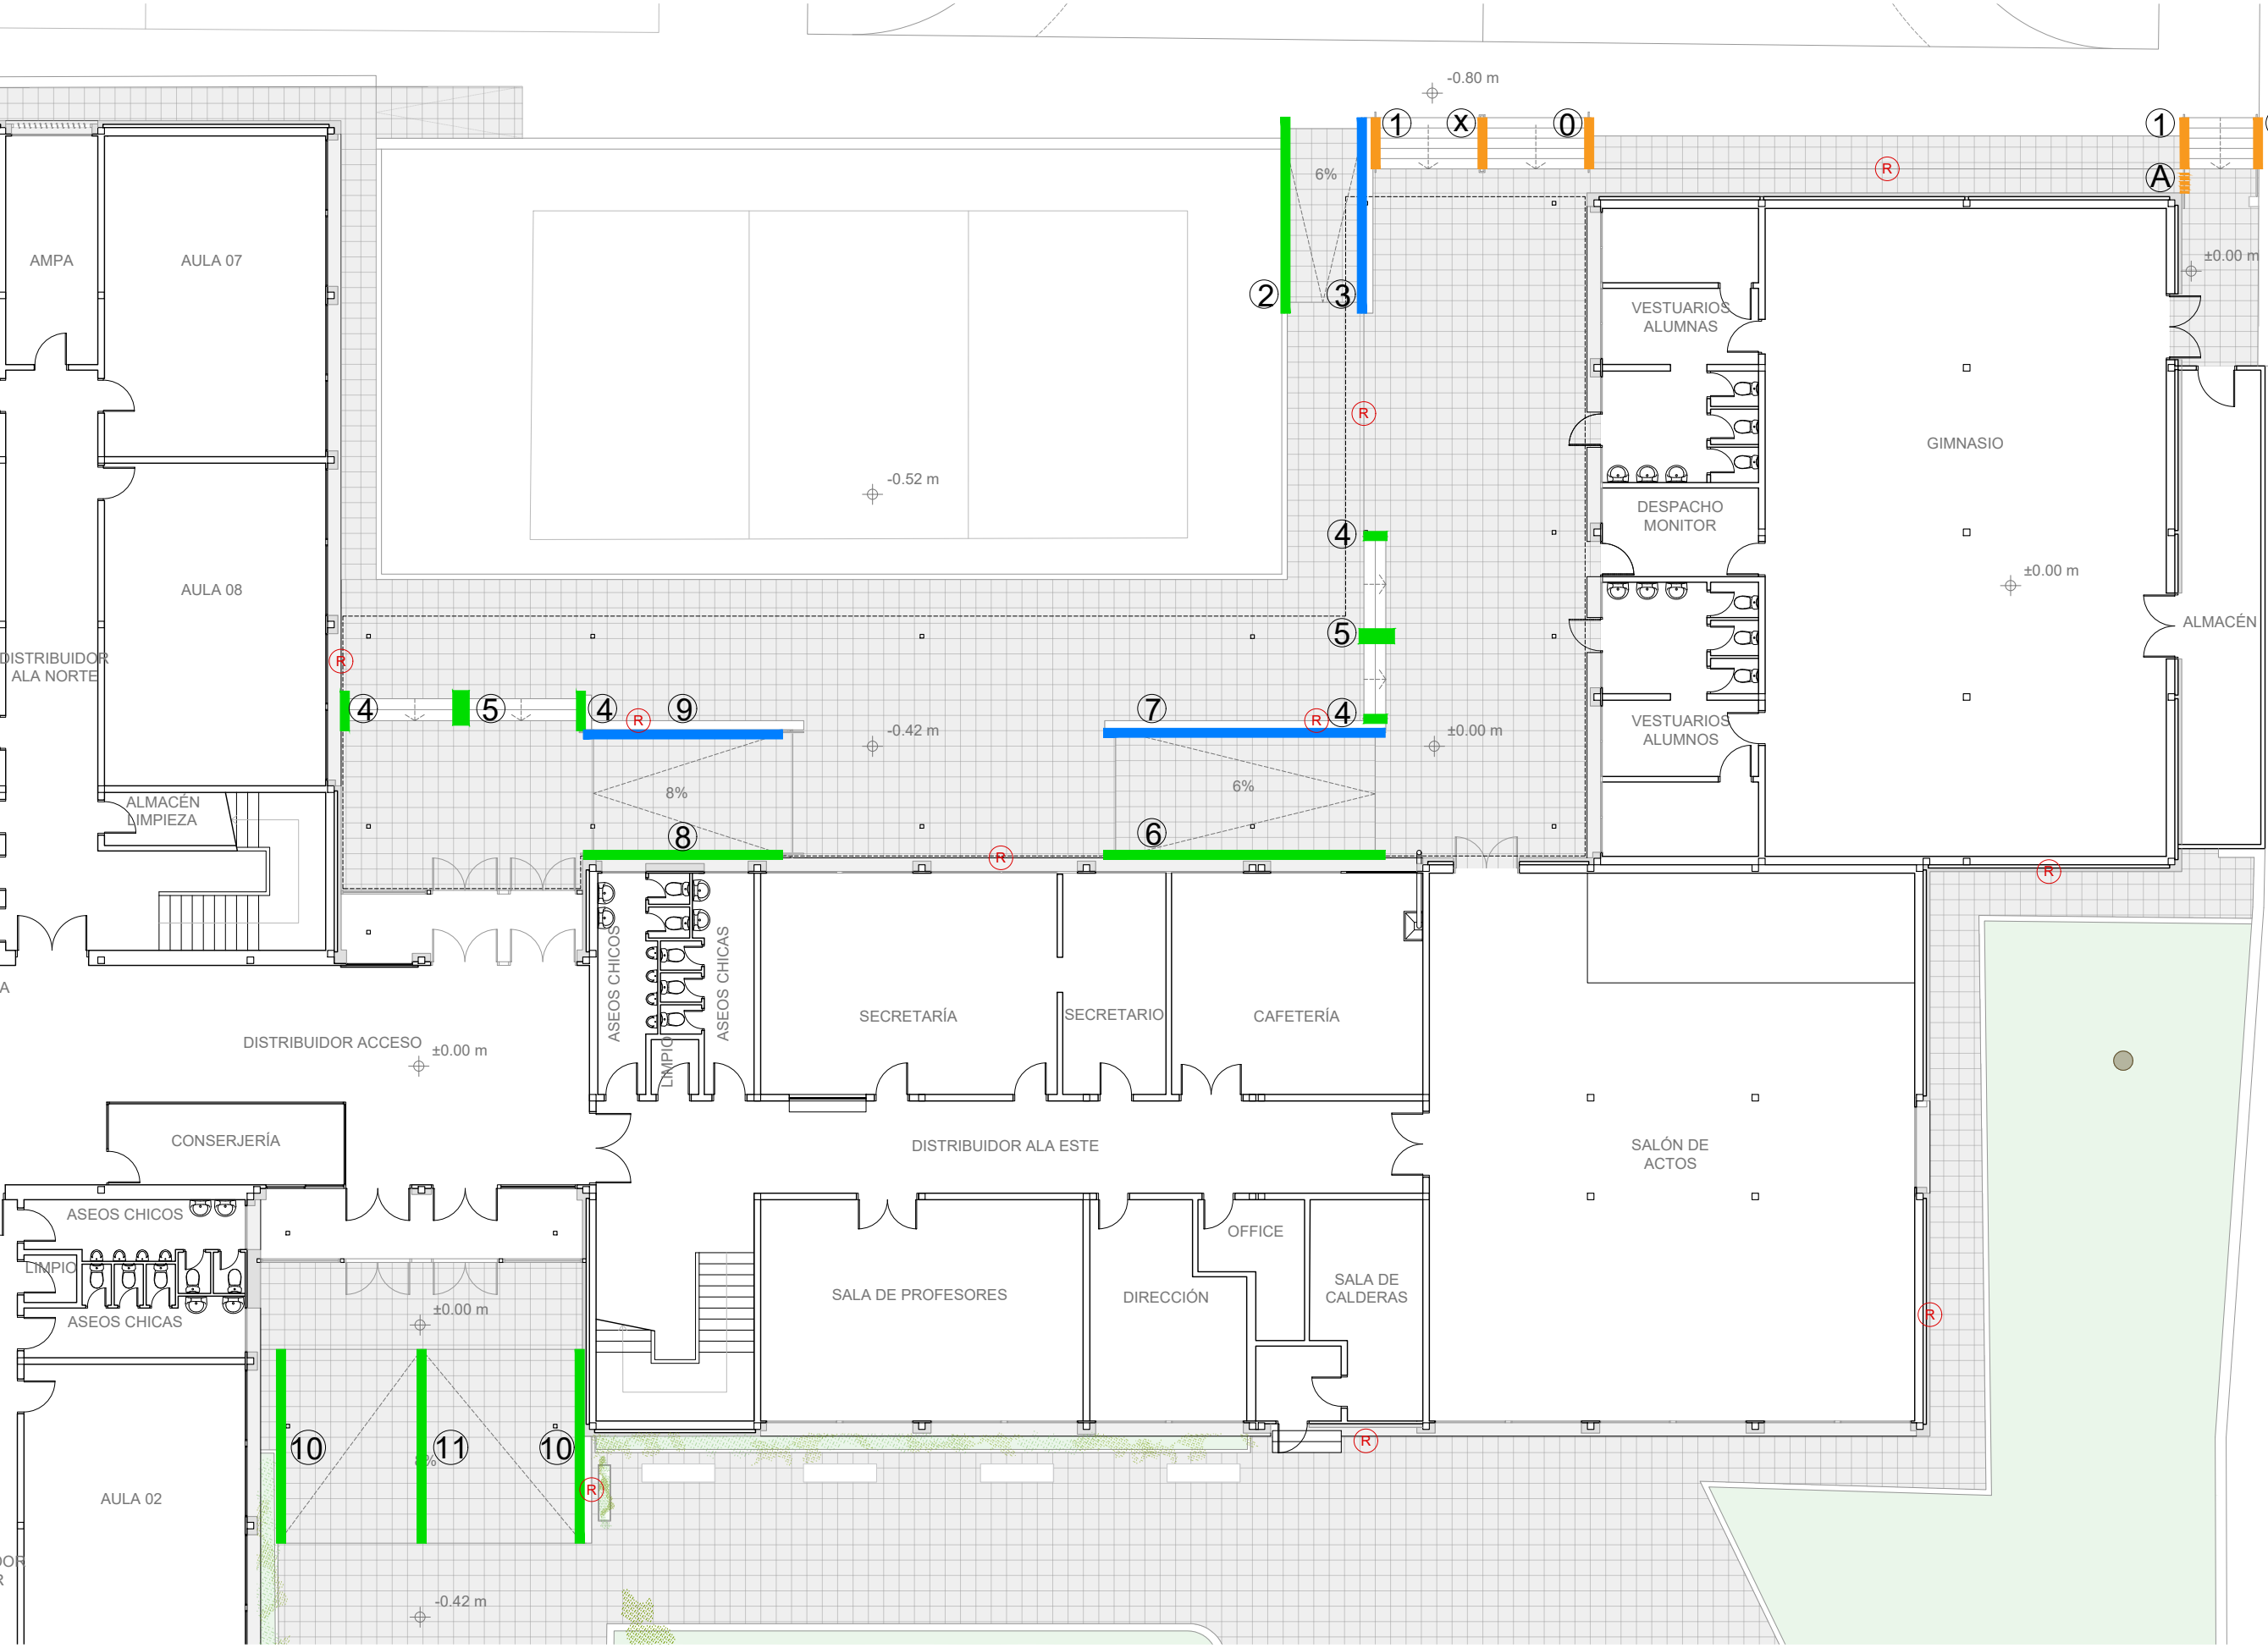 -0.80 m
1
x
0
1
R
A
6%
AMPA
AULA 07
±0.00 m
2
3
VESTUARIOS
ALUMNAS
R
GIMNASIO
-0.52 m
DESPACHO
MONITOR
4
±0.00 m
AULA 08
ALMACÉN
5
DISTRIBUIDOR
ALA NORTE
R
4
5
4
9
R
7
R
4
VESTUARIOS
ALUMNOS
-0.42 m
±0.00 m
8%
6%
ALMACÉN
LIMPIEZA
8
6
R
R
ASEOS CHICOS
ASEOS CHICAS
LIMPIO
A
SECRETARÍA
SECRETARIO
CAFETERÍA
DISTRIBUIDOR ACCESO
±0.00 m
CONSERJERÍA
DISTRIBUIDOR ALA ESTE
SALÓN DE
ACTOS
ASEOS CHICOS
OFFICE
LIMPIO
SALA DE
CALDERAS
SALA DE PROFESORES
DIRECCIÓN
±0.00 m
R
ASEOS CHICAS
10
11
10
R
8%
R
AULA 02
-0.42 m